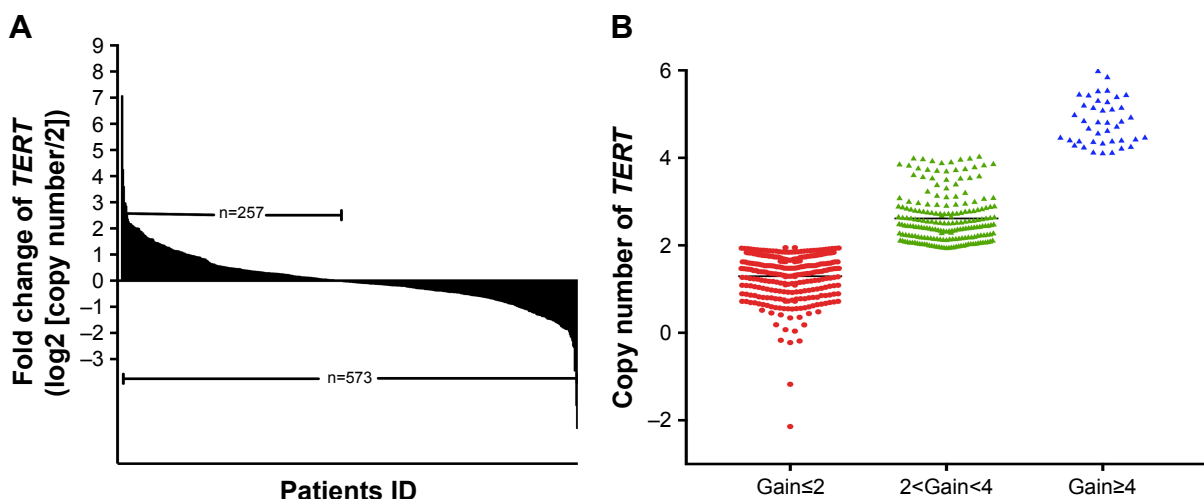 A
Fold change of TERT
(log2 [copy number/2])
9
8
7
6
5
4
3
2
1
0
–1
–2
–3
n=257
n=573
Patients ID
B
Copy number of TERT
6
4
2
0
–2
Gain≤2
2<Gain<4
Gain≥4